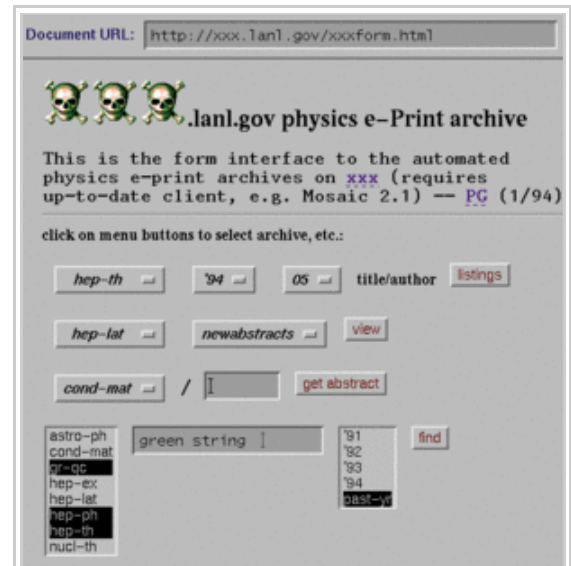 Document URL: http://xxx.lanl.gov/xxxform.html
.lanl.gov physics e-Print archive
This is the form interface to the automated
physics e-print archives on xxx (requires
up-to-date client, e.g. Mosaic 2.1) -- PG (1/94)
click on menu buttons to select archive, etc.:
hep-th '94 05 title/author listings
hep-lat newabstracts view
cond-mat / get abstract
astro-ph green string '91 find
cond-mat '92
gr-qc '93
hep-ex '94
hep-lat past-yr
hep-ph
hep-th
nucl-th